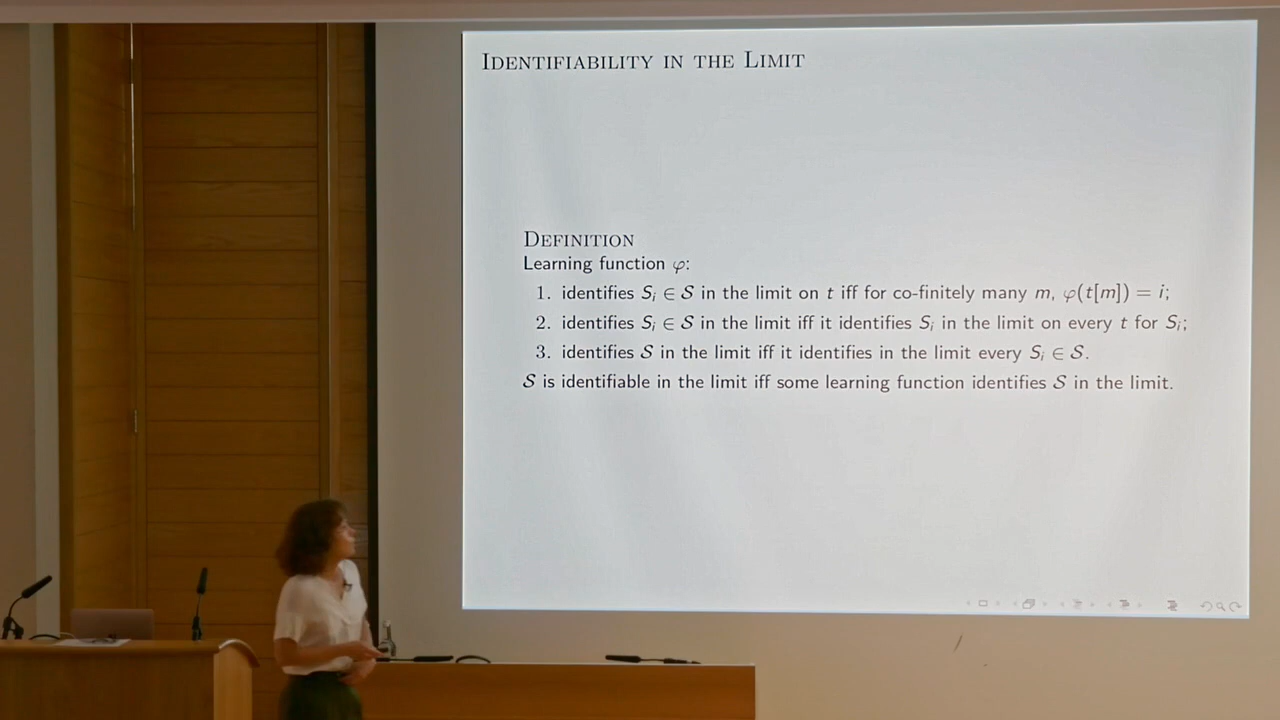 IDENTIFIABILITY IN THE LIMIT
DEFINITION
Learning function φ:
1. identifies Sᵢ ∈ 𝒮 in the limit on t iff for co-finitely many m, φ(t[m]) = i;
2. identifies Sᵢ ∈ 𝒮 in the limit iff it identifies Sᵢ in the limit on every t for Sᵢ;
3. identifies 𝒮 in the limit iff it identifies in the limit every Sᵢ ∈ 𝒮.
𝒮 is identifiable in the limit iff some learning function identifies 𝒮 in the limit.